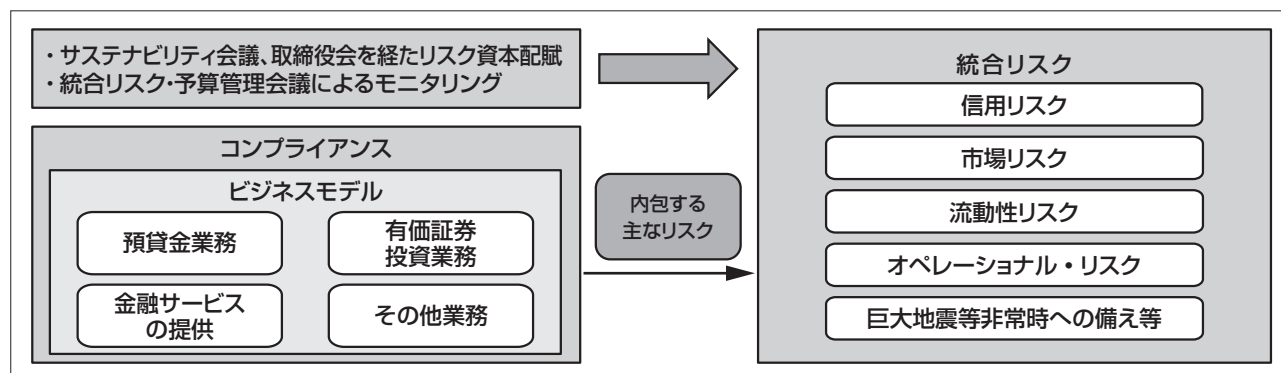 ・サステナビリティ会議、取締役会を経たリスク資本配賦
・統合リスク・予算管理会議によるモニタリング
コンプライアンス
ビジネスモデル
預貸金業務
有価証券
投資業務
金融サービス
の提供
その他業務
内包する
主なリスク
統合リスク
信用リスク
市場リスク
流動性リスク
オペレーショナル・リスク
巨大地震等非常時への備え等